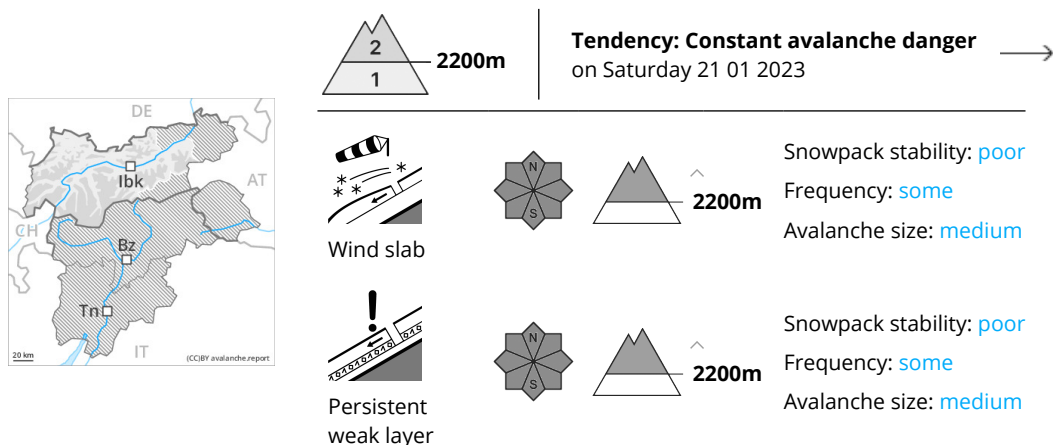 2
1
2200m
Tendency: Constant avalanche danger
on Saturday 21 01 2023
DE
AT
CH
IT
Ibk
Bz
Tn
20 km
(CC)BY avalanche.report
Wind slab
N
S
2200m
Snowpack stability: poor
Frequency: some
Avalanche size: medium
Persistent
weak layer
N
S
2200m
Snowpack stability: poor
Frequency: some
Avalanche size: medium